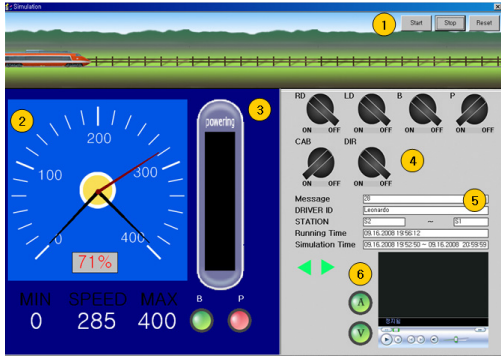 Simulation
1 Start Stop Reset
2
3
powering
0 100 200 300 400
71%
MIN SPEED MAX
0 285 400
B P
RD LD B P
ON OFF ON OFF ON OFF ON OFF
CAB DIR
ON OFF ON OFF
4
5
Message 28
DRIVER ID Leonardo
STATION S2 ~ S1
Running Time 09.16.2008 19:56:12
Simulation Time 09.16.2008 19:52:50 ~ 09.16.2008 20:59:59
6
A
V